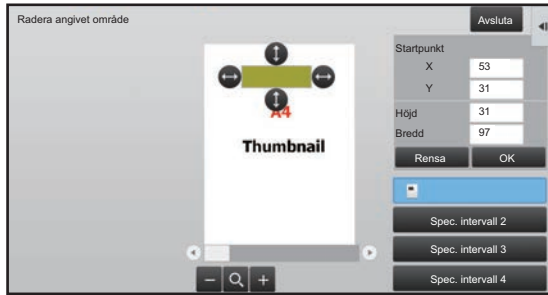 Radera angivet område
Avsluta
Startpunkt
X 53
Y 31
Höjd 31
Bredd 97
Rensa OK
A4
Thumbnail
Spec. intervall 2
Spec. intervall 3
Spec. intervall 4